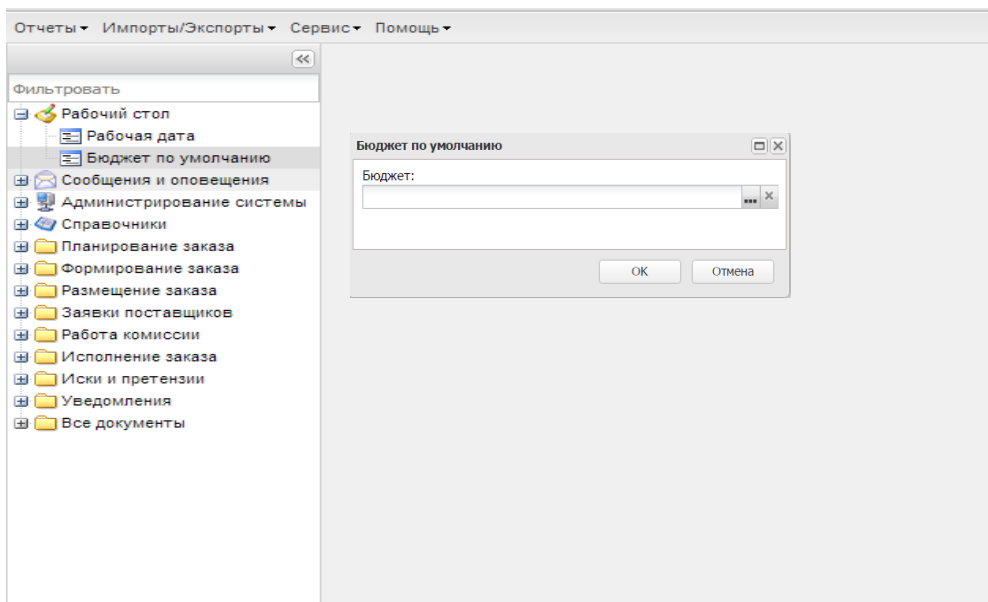 Отчеты Импорты/Экспорты Сервис Помощь
Фильтровать
Рабочий стол
Рабочая дата
Бюджет по умолчанию
Сообщения и оповещения
Администрирование системы
Справочники
Планирование заказа
Формирование заказа
Размещение заказа
Заявки поставщиков
Работа комиссии
Исполнение заказа
Иски и претензии
Уведомления
Все документы
Бюджет по умолчанию
Бюджет:
...
OK Отмена